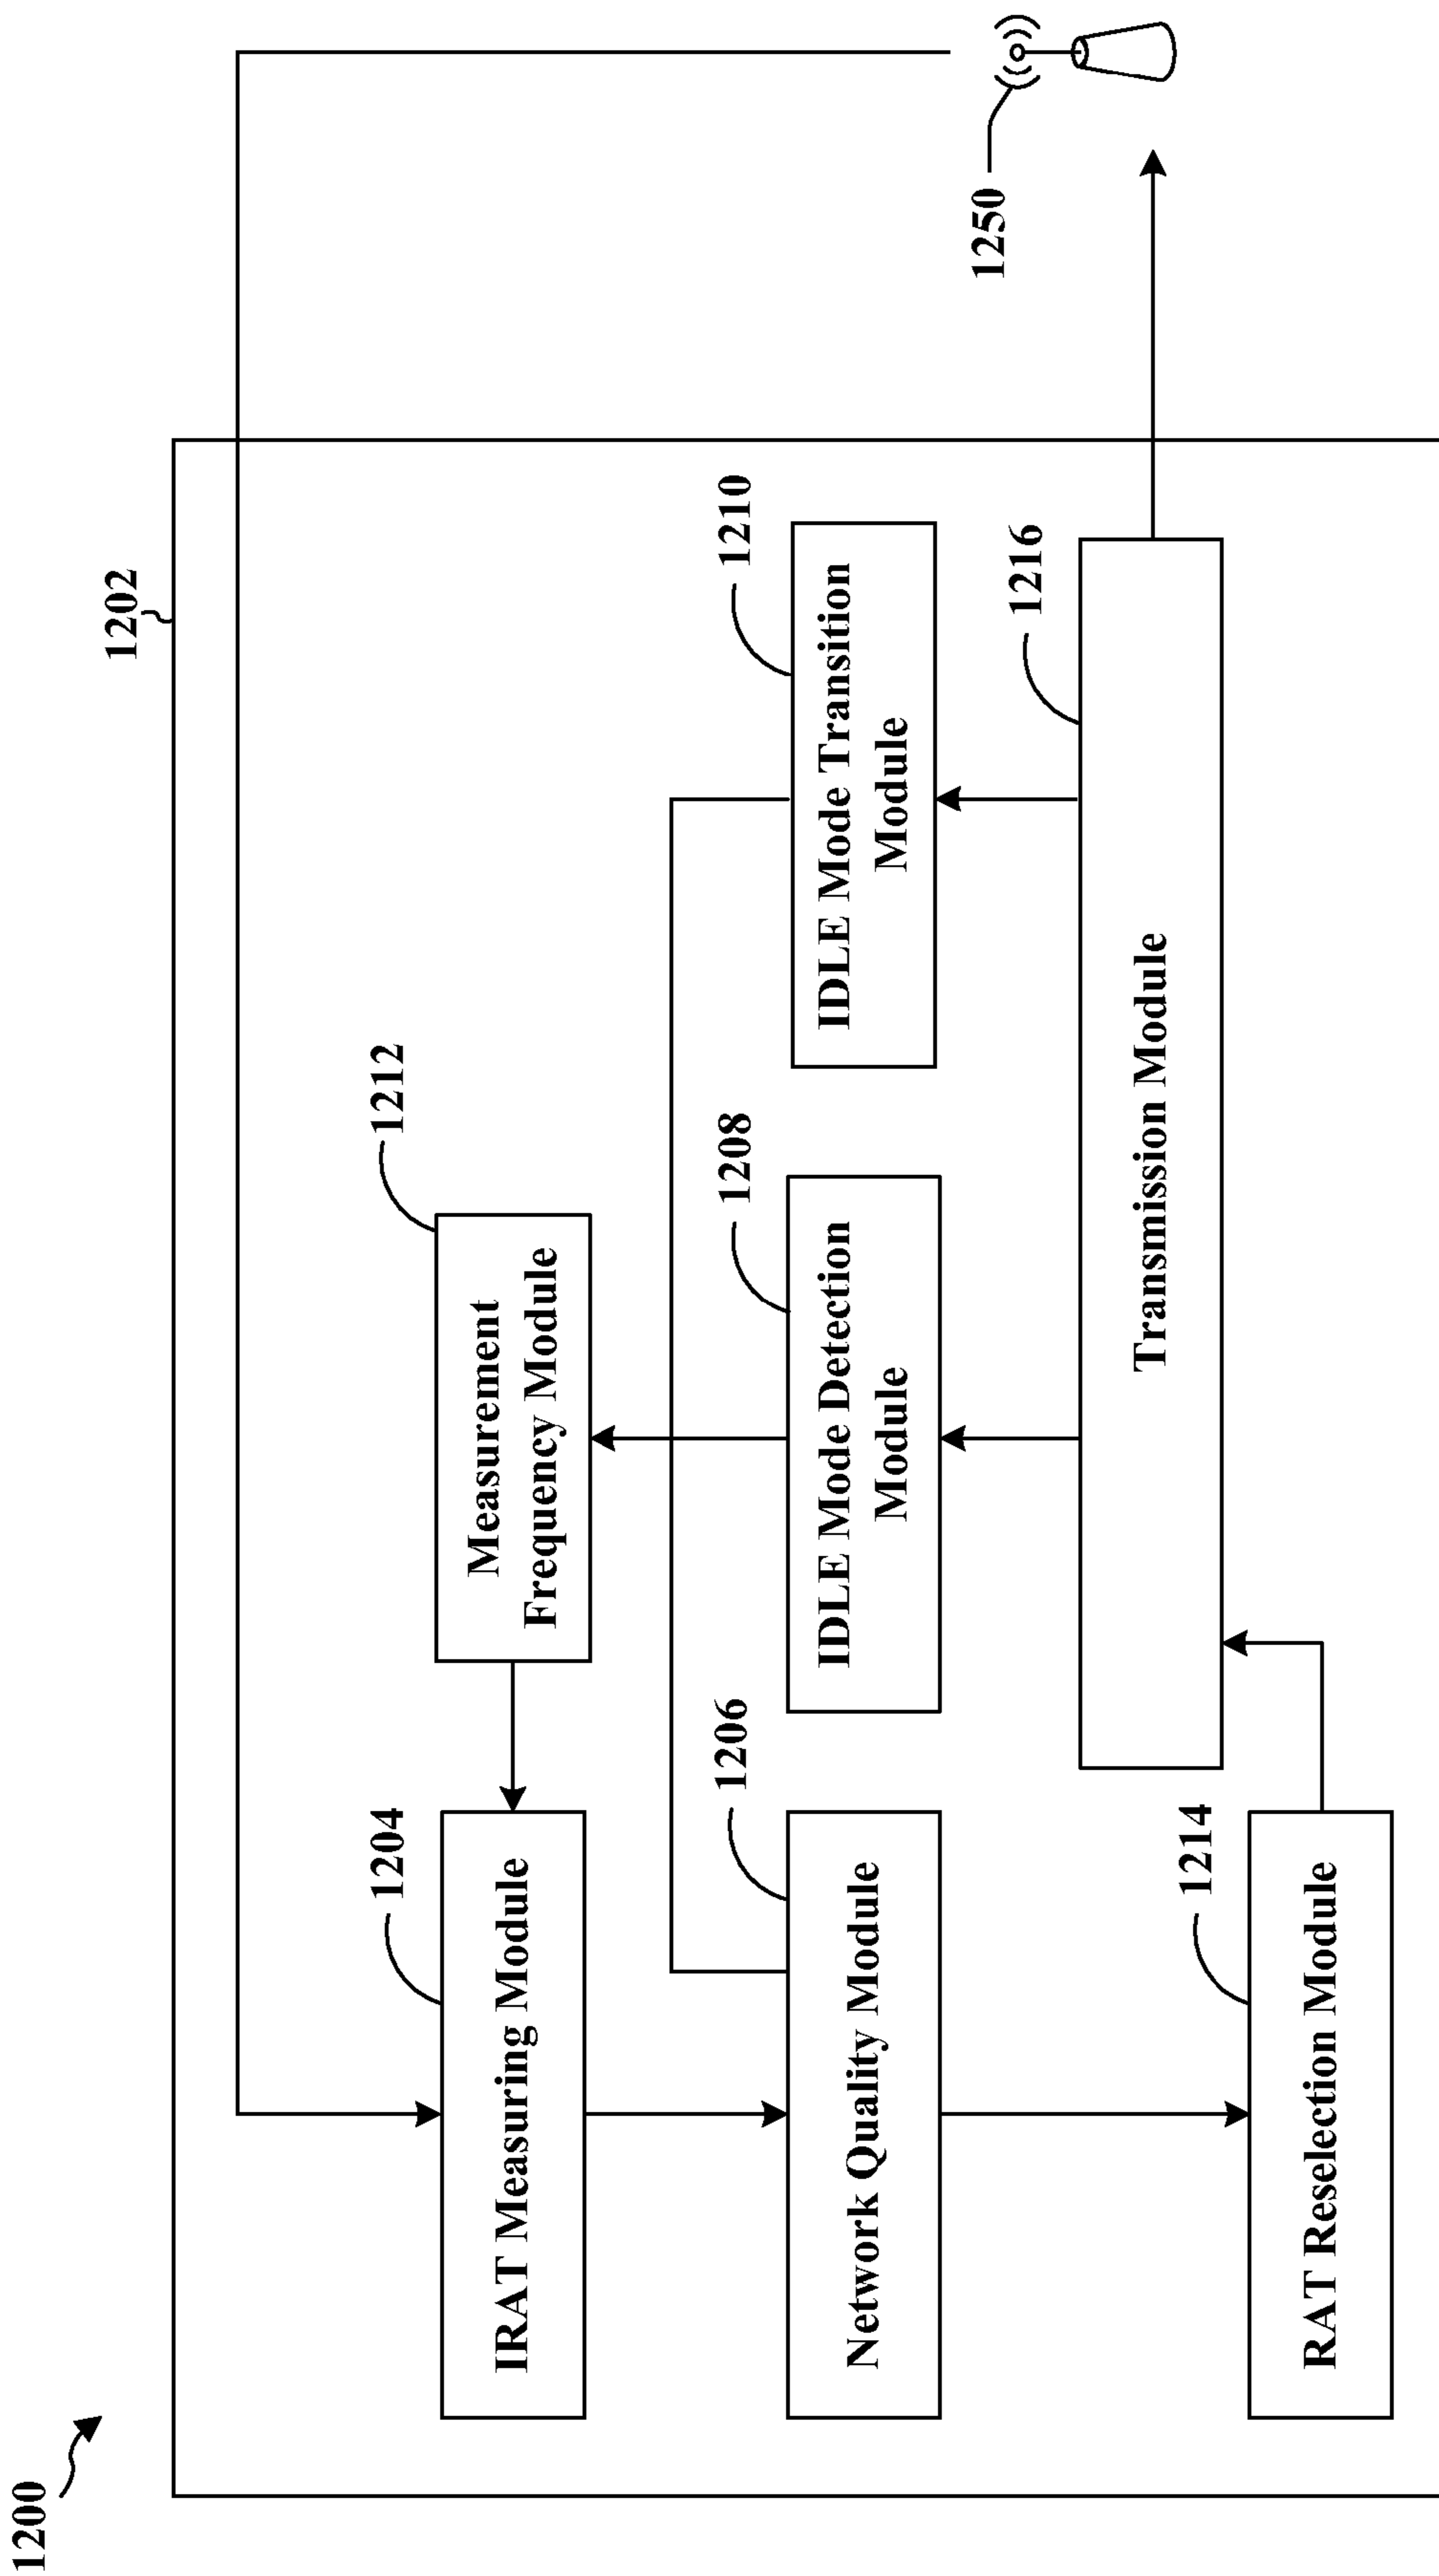 1200
1202
1204
IRAT Measuring Module
1212
Measurement
Frequency Module
1206
Network Quality Module
1208
IDLE Mode Detection
Module
1210
IDLE Mode Transition
Module
1250
1214
RAT Reselection Module
1216
Transmission Module